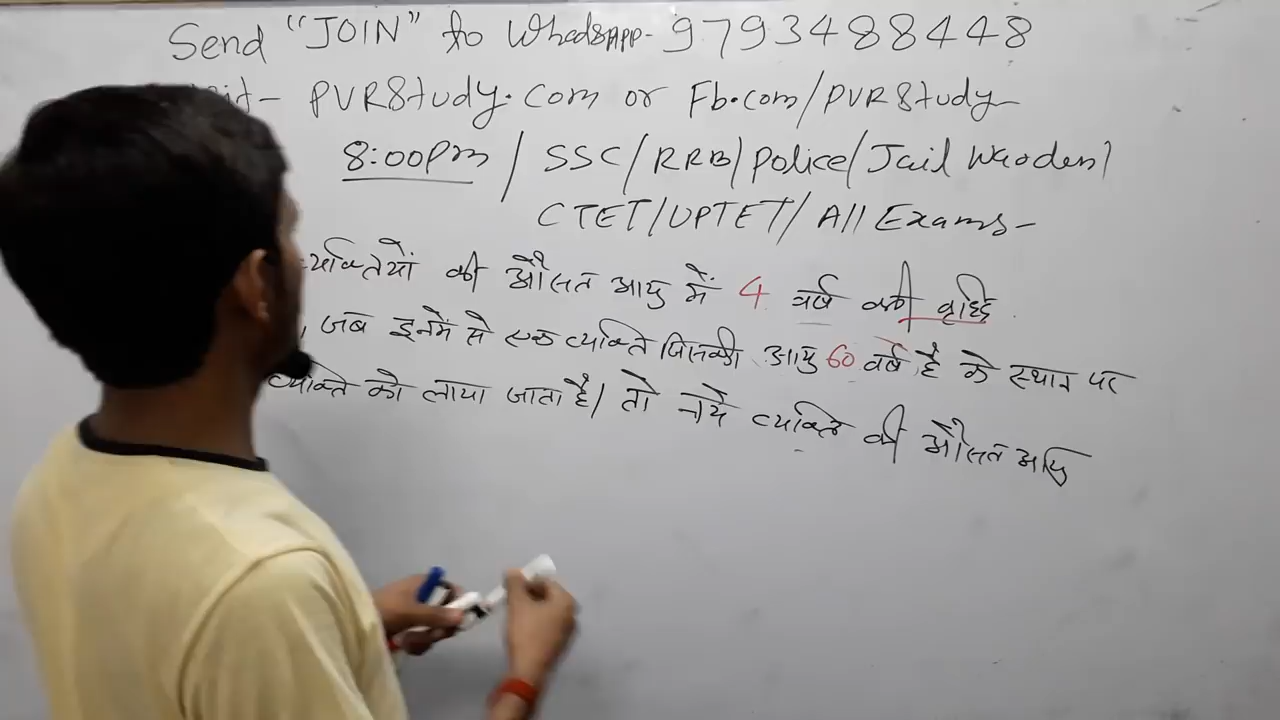 Send "JOIN" to WhatsApp- 9793488448
PVRStudy.com or Fb.com/PVRStudy
8:00Pm / SSC/RRB/Police/Jail Warden/
CTET/UPTET/All Exams-
व्यक्तियों की औसत आयु में 4 वर्ष की वृद्धि
, जब इनमें से एक व्यक्ति जिसकी आयु 60 वर्ष है के स्थान पर
व्यक्ति को लाया जाता है। तो नये व्यक्ति की औसत आयु